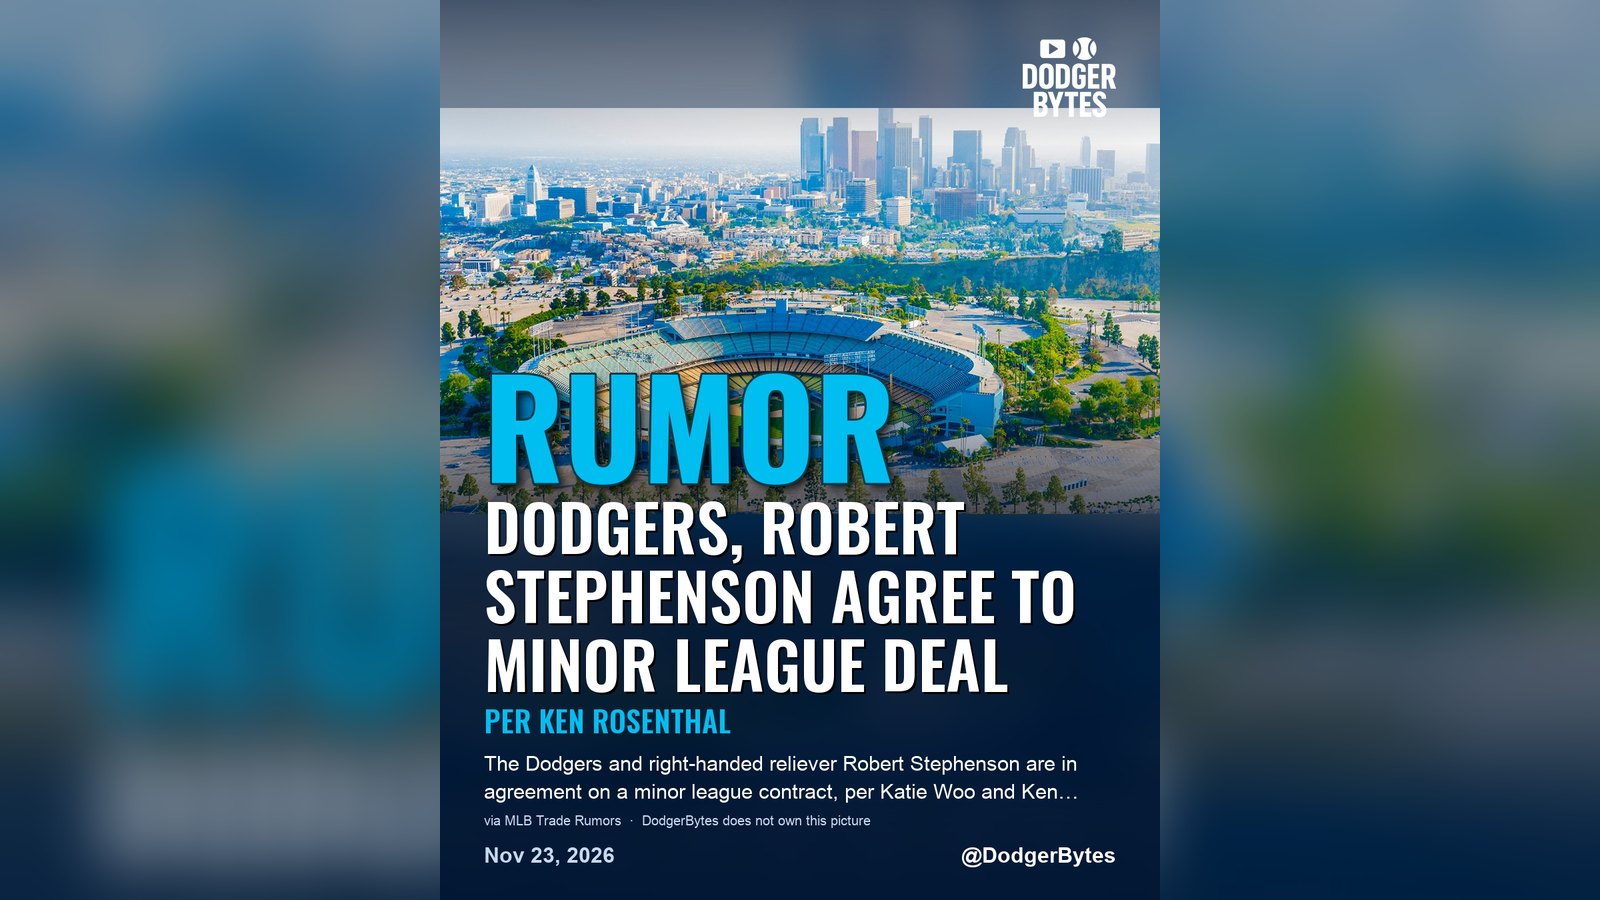 DODGER
BYTES
RUMOR
DODGERS, ROBERT
STEPHENSON AGREE TO
MINOR LEAGUE DEAL
PER KEN ROSENTHAL
The Dodgers and right-handed reliever Robert Stephenson are in
agreement on a minor league contract, per Katie Woo and Ken…
via MLB Trade Rumors · DodgerBytes does not own this picture
Nov 23, 2026
@DodgerBytes